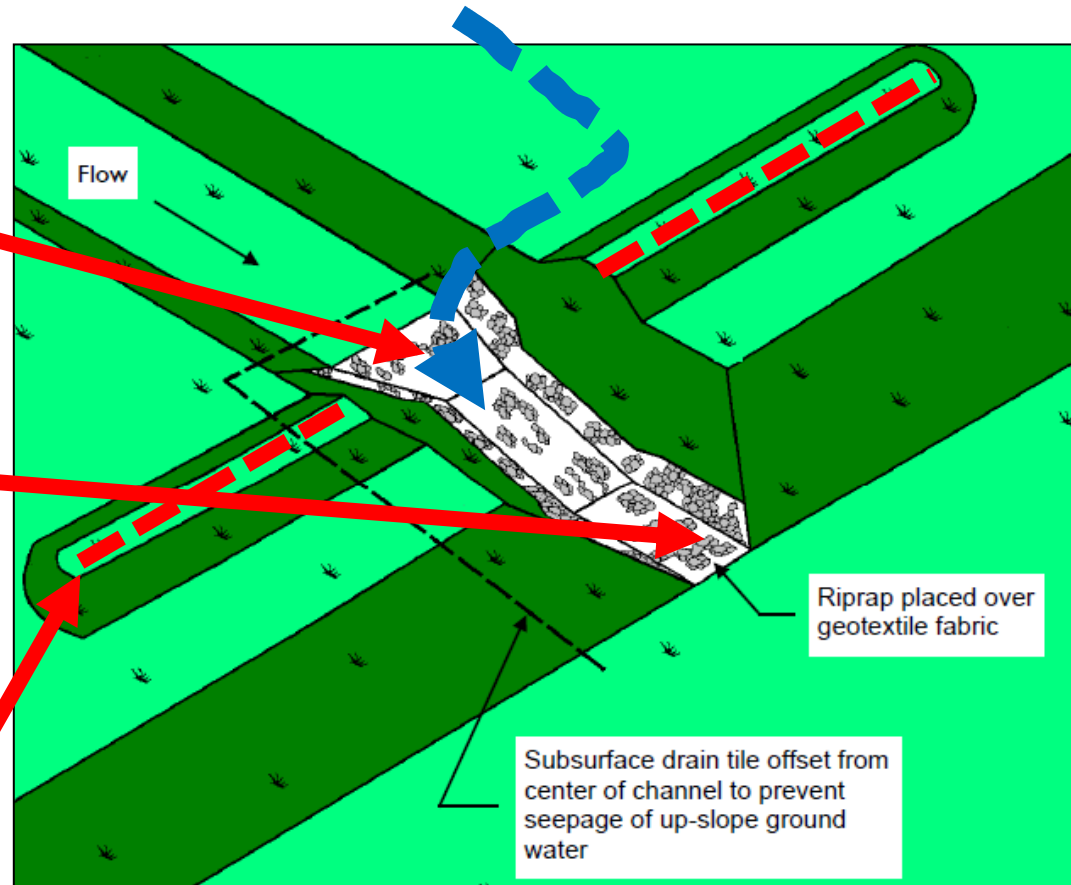 Flow
Riprap placed over
geotextile fabric
Subsurface drain tile offset from
center of channel to prevent
seepage of up-slope ground
water